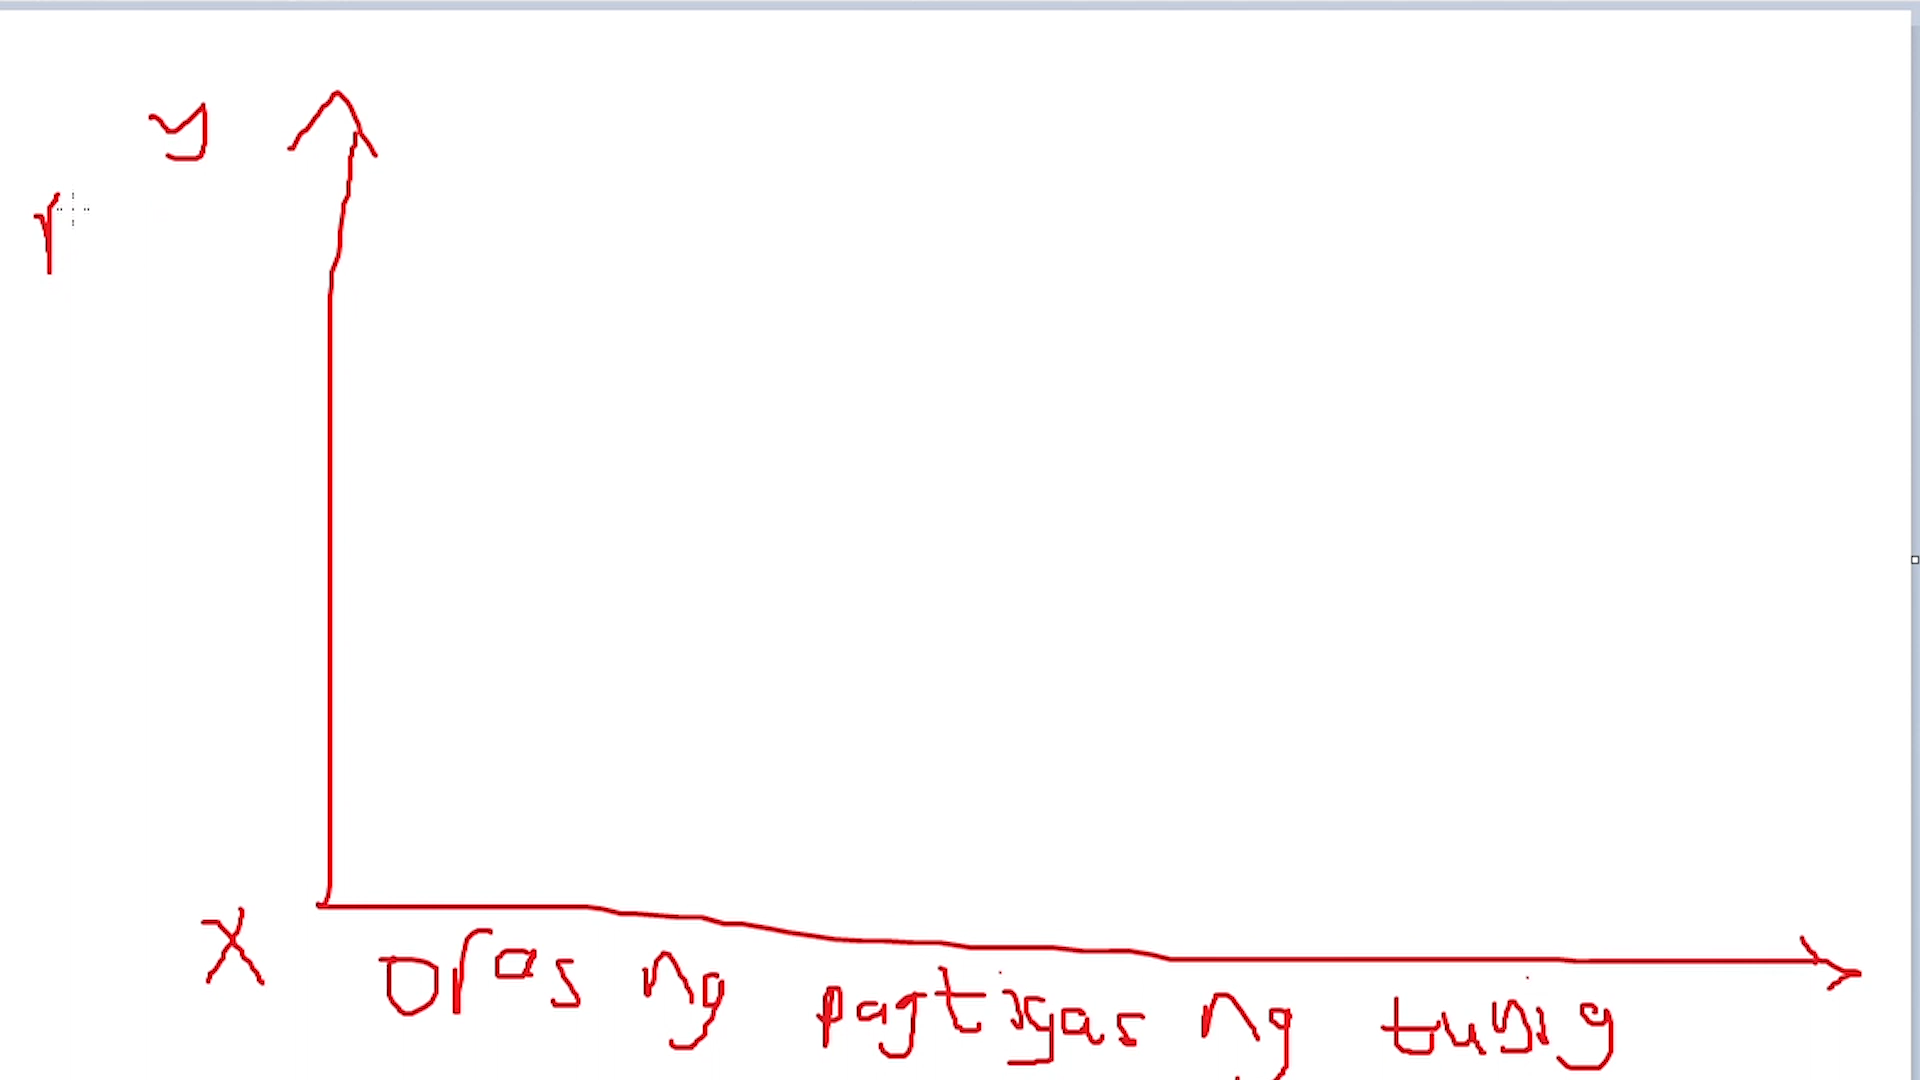 y
r
x
oras ng pagtigas ng tubig